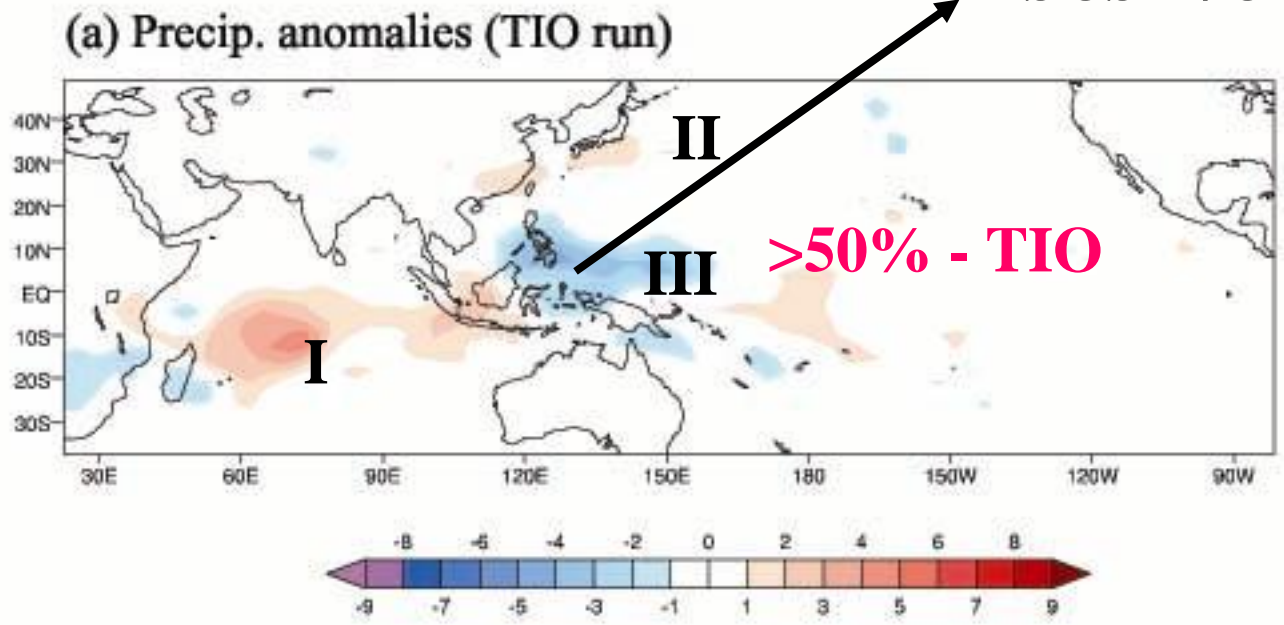 (a) Precip. anomalies (TIO run)
40N
30N
20N
10N
EQ
10S
20S
30S
II
III
>50% - TIO
I
30E 60E 90E 120E 150E 180 150W 120W 90W
-8 -6 -4 -2 0 2 4 6 8
-9 -7 -5 -3 -1 1 3 5 7 9